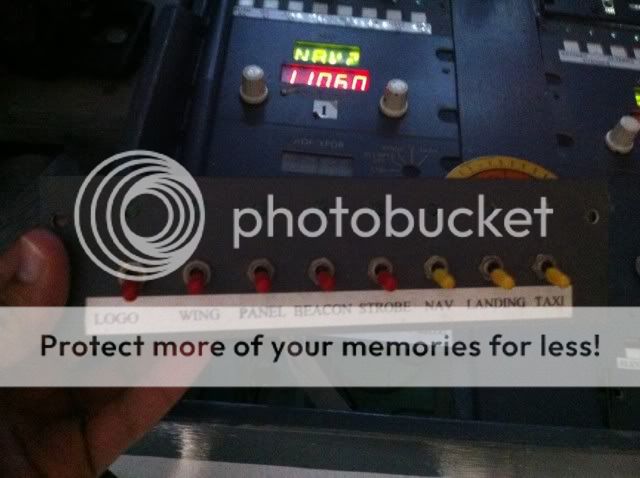 NAV2
11060
1
ADF XPDR
photobucket
LOGO WING PANEL BEACON STROBE NAV LANDING TAXI
Protect more of your memories for less!